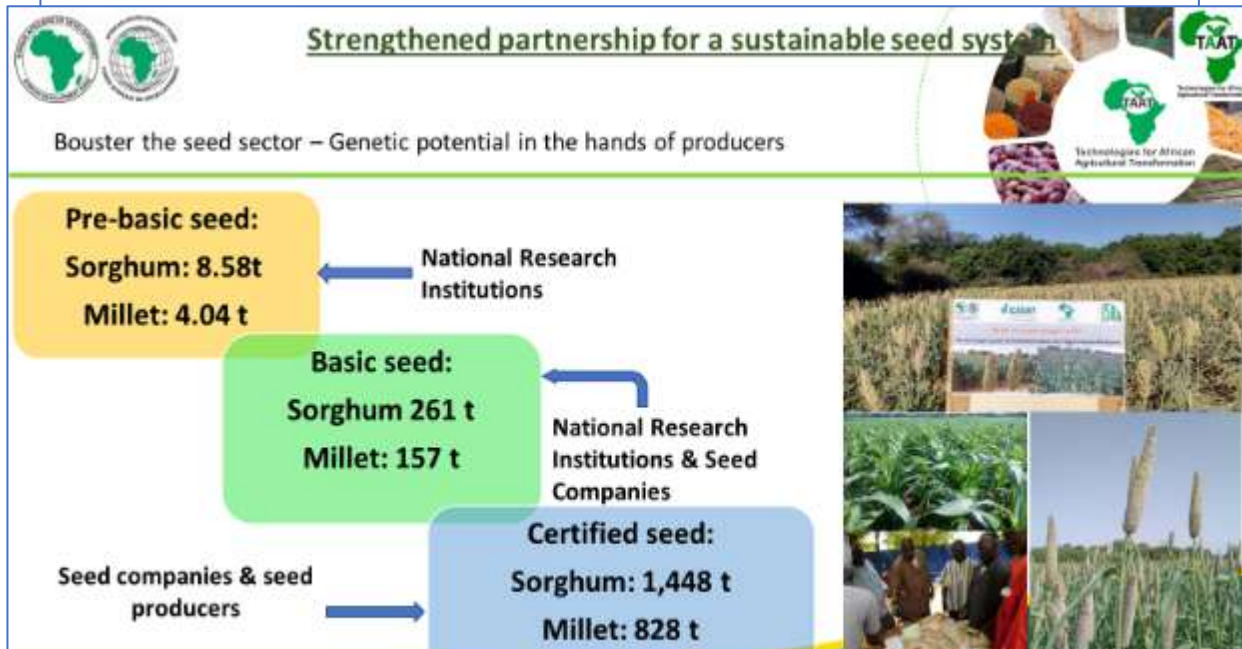 Strengthened partnership for a sustainable seed system
TAAT
TAAT
Technologies for African
Agricultural Transformation
Bouster the seed sector – Genetic potential in the hands of producers
Pre-basic seed:
Sorghum: 8.58t
Millet: 4.04 t
National Research
Institutions
Basic seed:
Sorghum 261 t
Millet: 157 t
National Research
Institutions & Seed
Companies
Certified seed:
Sorghum: 1,448 t
Millet: 828 t
Seed companies & seed
producers